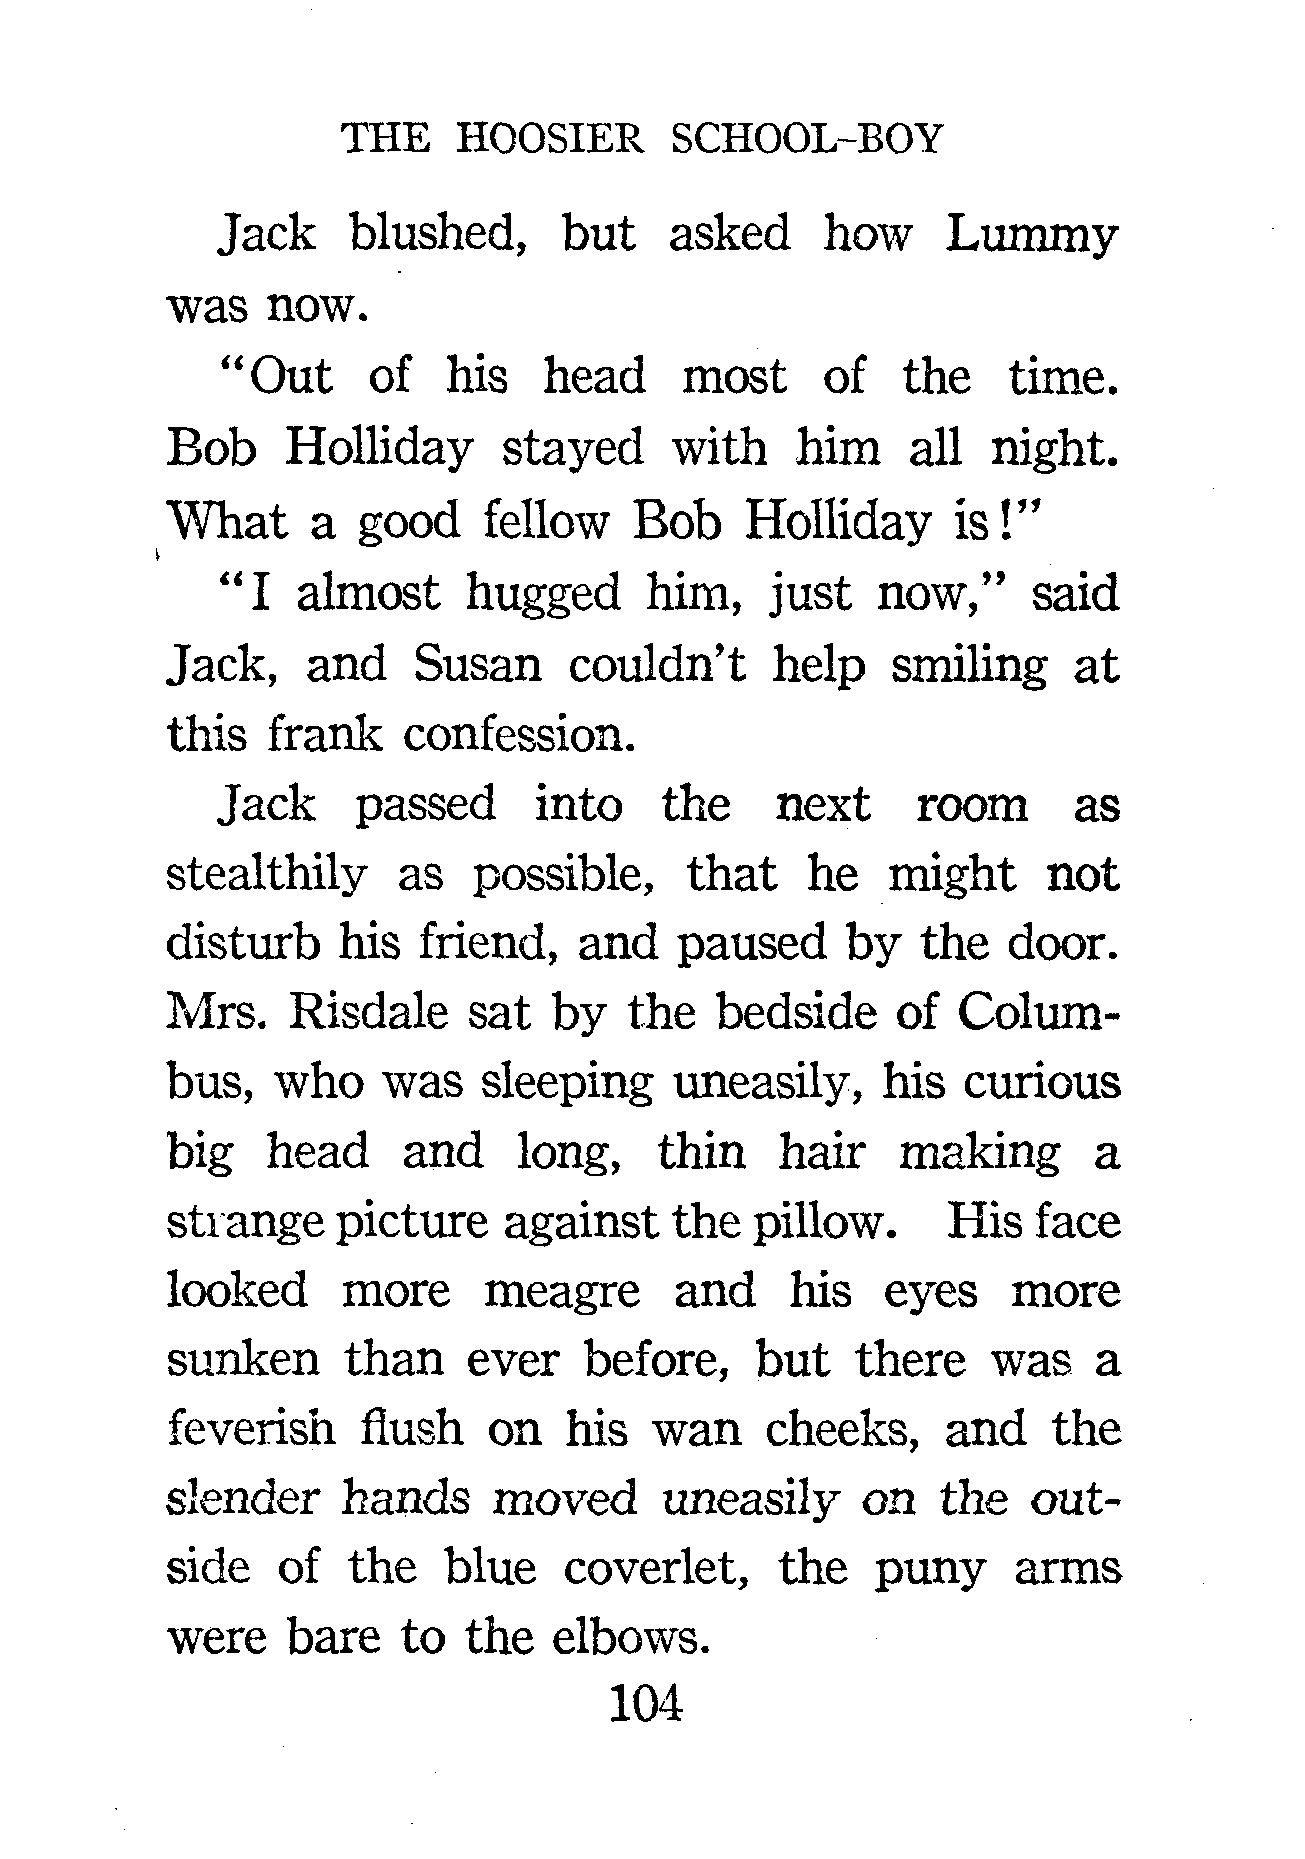 THE HOOSIER SCHOOL-BOY
Jack blushed, but asked how Lummy
was now.
"Out of his head most of the time.
Bob Holliday stayed with him all night.
What a good fellow Bob Holliday is!"
"I almost hugged him, just now," said
Jack, and Susan couldn't help smiling at
this frank confession.
Jack passed into the next room as
stealthily as possible, that he might not
disturb his friend, and paused by the door.
Mrs. Risdale sat by the bedside of Colum-
bus, who was sleeping uneasily, his curious
big head and long, thin hair making a
strange picture against the pillow. His face
looked more meagre and his eyes more
sunken than ever before, but there was a
feverish flush on his wan cheeks, and the
slender hands moved uneasily on the out-
side of the blue coverlet, the puny arms
were bare to the elbows.
104